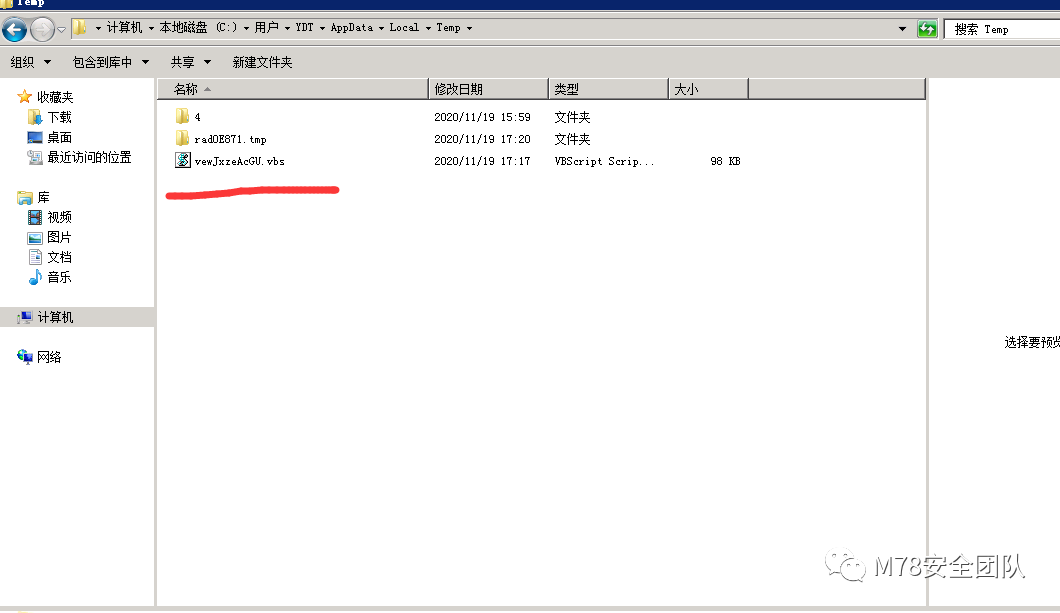 Temp
计算机 本地磁盘 (C:) 用户 YDT AppData Local Temp
搜索 Temp
组织 包含到库中 共享 新建文件夹
名称 修改日期 类型 大小
收藏夹
下载
桌面
最近访问的位置
库
视频
图片
文档
音乐
计算机
网络
4 2020/11/19 15:59 文件夹
rad0E871.tmp 2020/11/19 17:20 文件夹
vewJxzeAcGU.vbs 2020/11/19 17:17 VBScript Scrip... 98 KB
选择要预览
M78安全团队